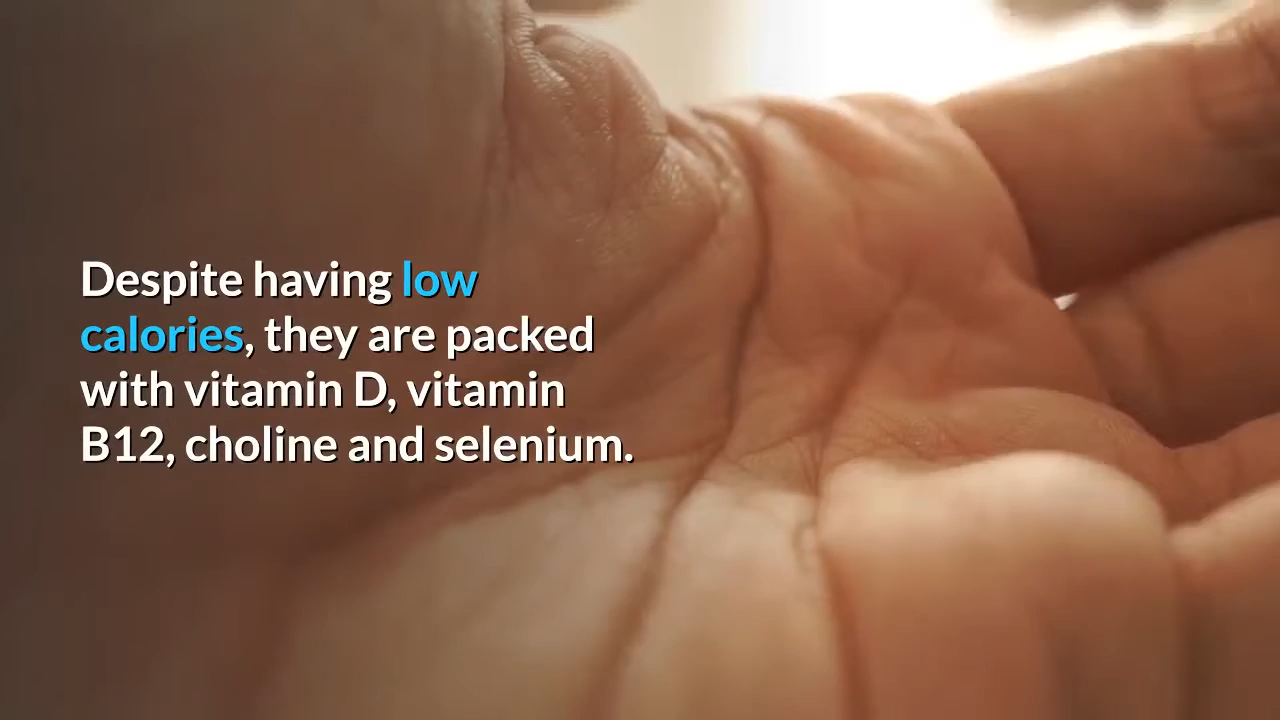 Despite having low
calories, they are packed
with vitamin D, vitamin
B12, choline and selenium.